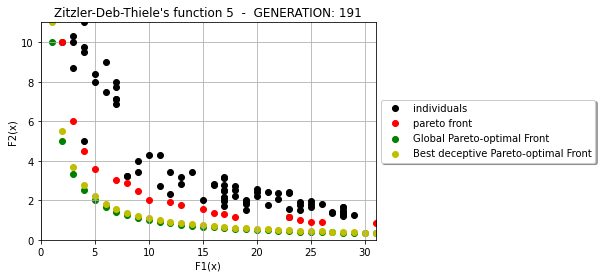 Zitzler-Deb-Thiele's function 5 - GENERATION: 191
10
8
6
4
2
0
F2(x)
0 5 10 15 20 25 30
F1(x)
individuals
pareto front
Global Pareto-optimal Front
Best deceptive Pareto-optimal Front